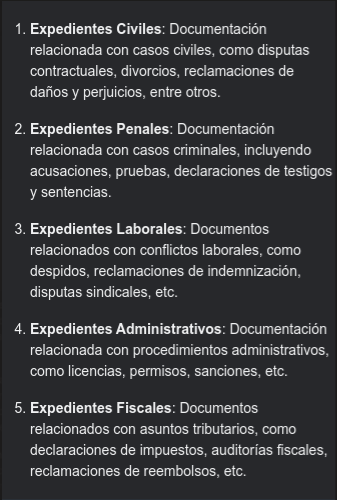 1. Expedientes Civiles: Documentación
relacionada con casos civiles, como disputas
contractuales, divorcios, reclamaciones de
daños y perjuicios, entre otros.
2. Expedientes Penales: Documentación
relacionada con casos criminales, incluyendo
acusaciones, pruebas, declaraciones de testigos
y sentencias.
3. Expedientes Laborales: Documentos
relacionados con conflictos laborales, como
despidos, reclamaciones de indemnización,
disputas sindicales, etc.
4. Expedientes Administrativos: Documentación
relacionada con procedimientos administrativos,
como licencias, permisos, sanciones, etc.
5. Expedientes Fiscales: Documentos
relacionados con asuntos tributarios, como
declaraciones de impuestos, auditorías fiscales,
reclamaciones de reembolsos, etc.